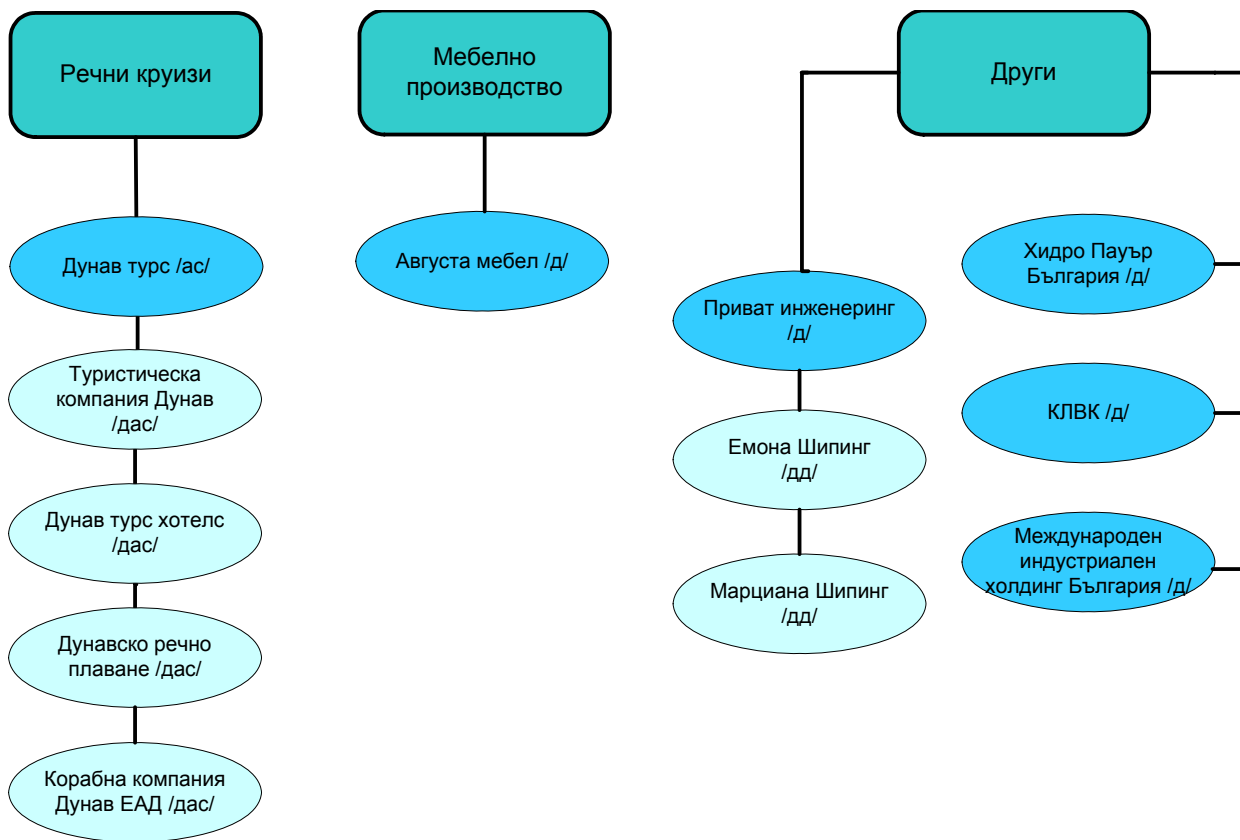 Речни круизи
Мебелно
производство
Други
Дунав турс /ас/
Туристическа
компания Дунав
/дас/
Дунав турс хотелс
/дас/
Дунавско речно
плаване /дас/
Корабна компания
Дунав ЕАД /дас/
Августа мебел /д/
Приват инженеринг
/д/
Емона Шипинг
/дд/
Марциана Шипинг
/дд/
Хидро Пауър
България /д/
КЛВК /д/
Международен
индустриален
холдинг България /д/